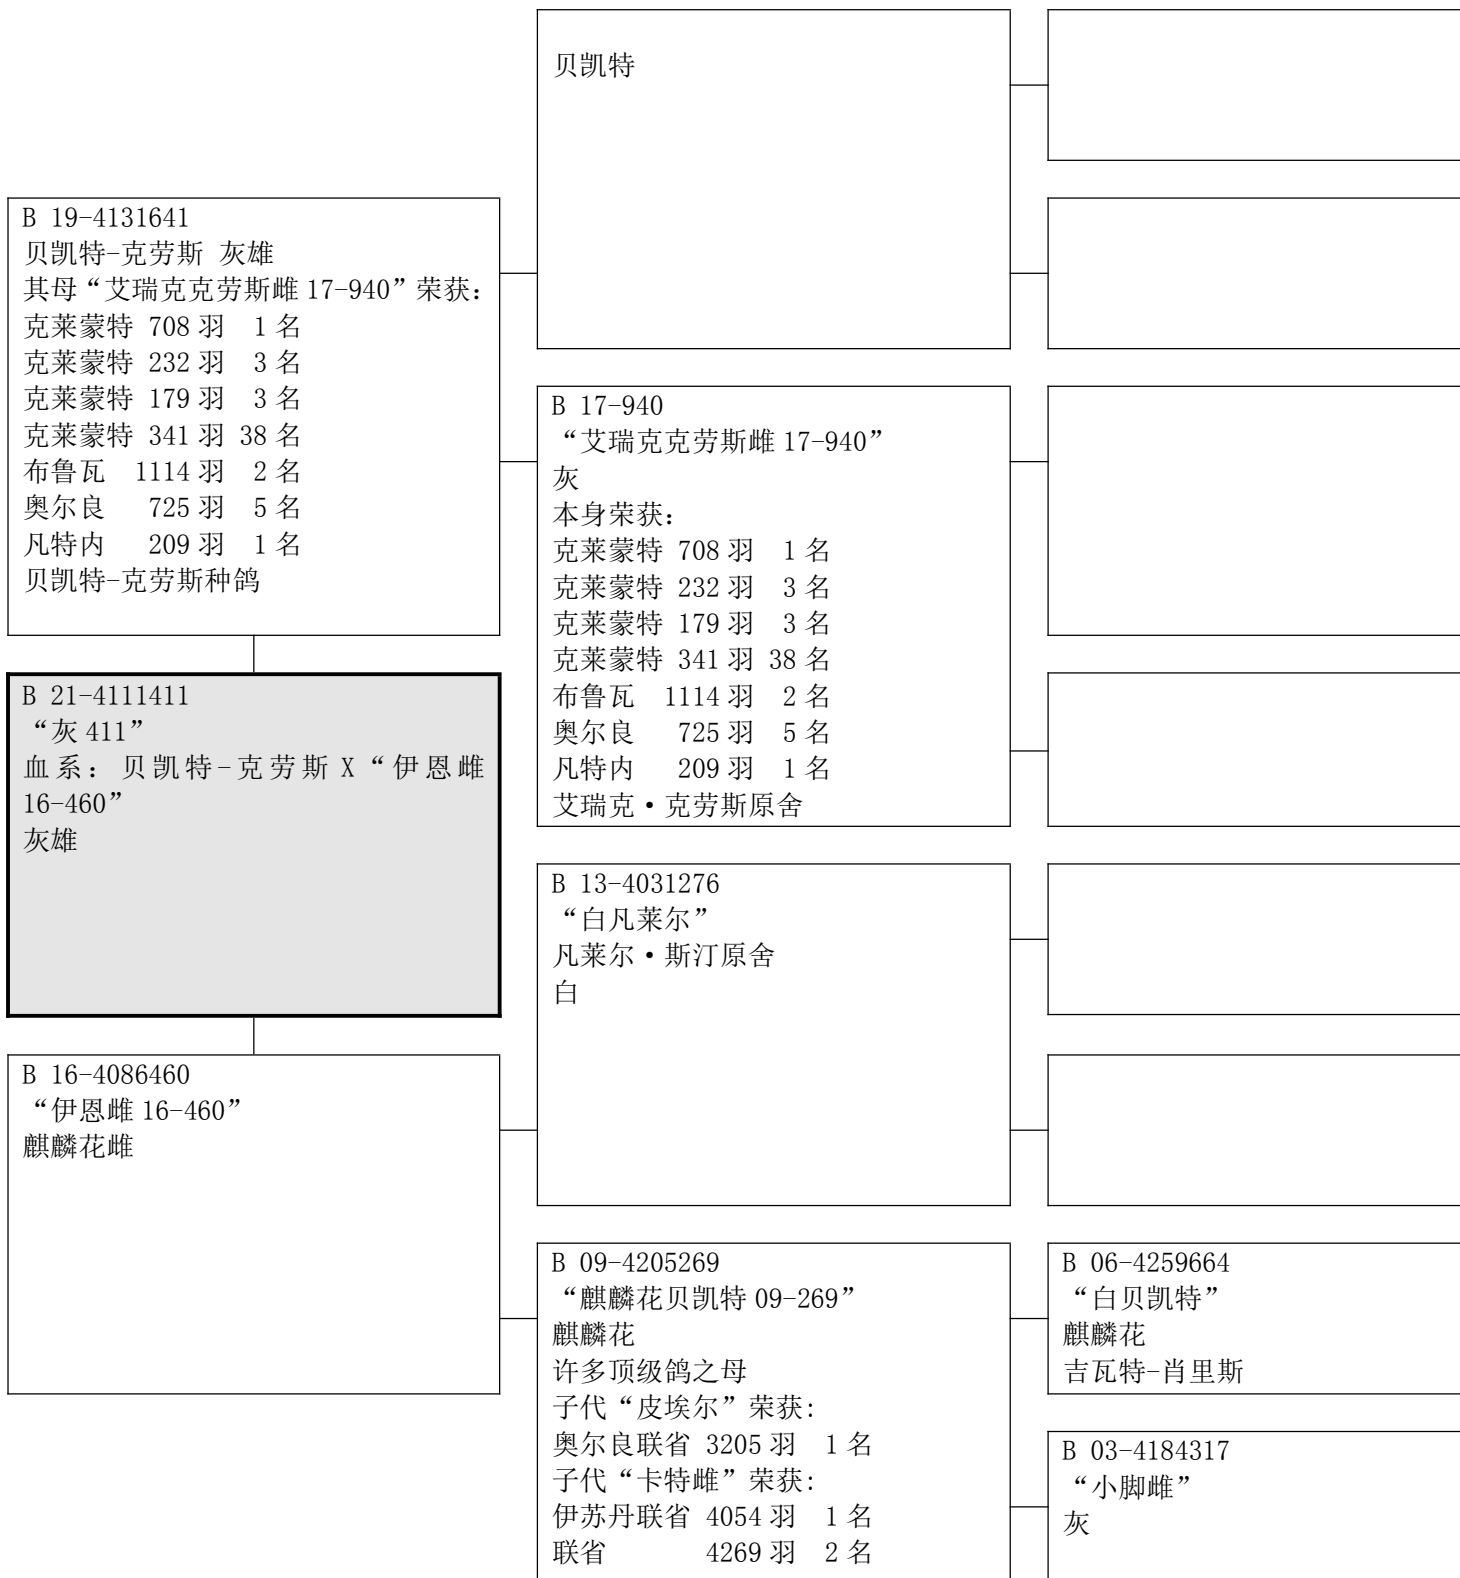 贝凯特
B 19-4131641
贝凯特-克劳斯 灰雄
其母“艾瑞克克劳斯雌 17-940”荣获：
克莱蒙特 708 羽 1 名
克莱蒙特 232 羽 3 名
克莱蒙特 179 羽 3 名
克莱蒙特 341 羽 38 名
布鲁瓦 1114 羽 2 名
奥尔良 725 羽 5 名
凡特内 209 羽 1 名
贝凯特-克劳斯种鸽
B 17-940
“艾瑞克克劳斯雌 17-940”
灰
本身荣获：
克莱蒙特 708 羽 1 名
克莱蒙特 232 羽 3 名
克莱蒙特 179 羽 3 名
克莱蒙特 341 羽 38 名
布鲁瓦 1114 羽 2 名
奥尔良 725 羽 5 名
凡特内 209 羽 1 名
艾瑞克•克劳斯原舍
B 21-4111411
“灰 411”
血系：贝凯特-克劳斯 X “伊恩雌
16-460”
灰雄
B 13-4031276
“白凡莱尔”
凡莱尔•斯汀原舍
白
B 16-4086460
“伊恩雌 16-460”
麒麟花雌
B 09-4205269
“麒麟花贝凯特 09-269”
麒麟花
许多顶级鸽之母
子代“皮埃尔”荣获:
奥尔良联省 3205 羽 1 名
子代“卡特雌”荣获:
伊苏丹联省 4054 羽 1 名
联省 4269 羽 2 名
B 06-4259664
“白贝凯特”
麒麟花
吉瓦特-肖里斯
B 03-4184317
“小脚雌”
灰